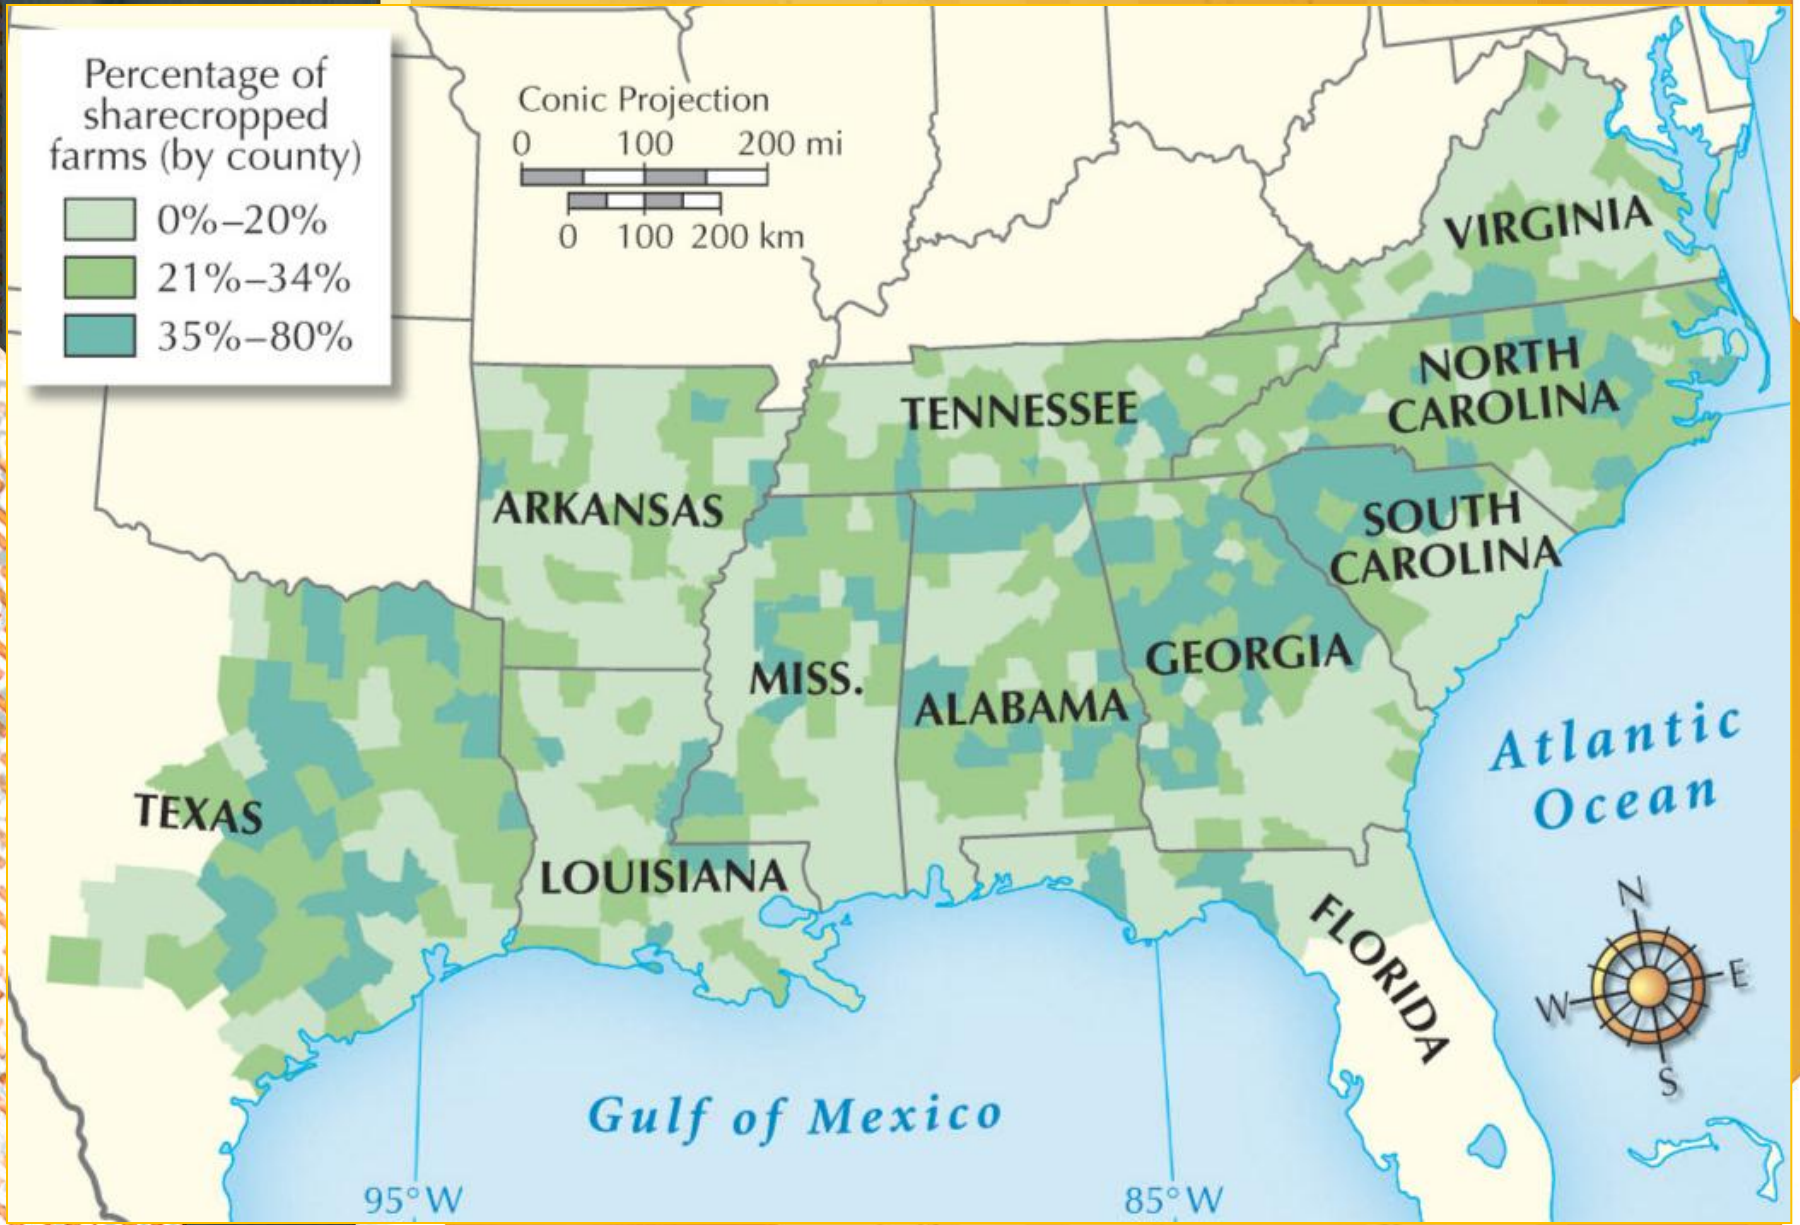 Percentage of
sharecropped
farms (by county)
0%–20%
21%–34%
35%–80%
Conic Projection
0 100 200 mi
0 100 200 km
VIRGINIA
NORTH
CAROLINA
TENNESSEE
ARKANSAS
SOUTH
CAROLINA
MISS.
ALABAMA
GEORGIA
TEXAS
LOUISIANA
FLORIDA
Atlantic
Ocean
Gulf of Mexico
N
E
W
S
95°W
85°W